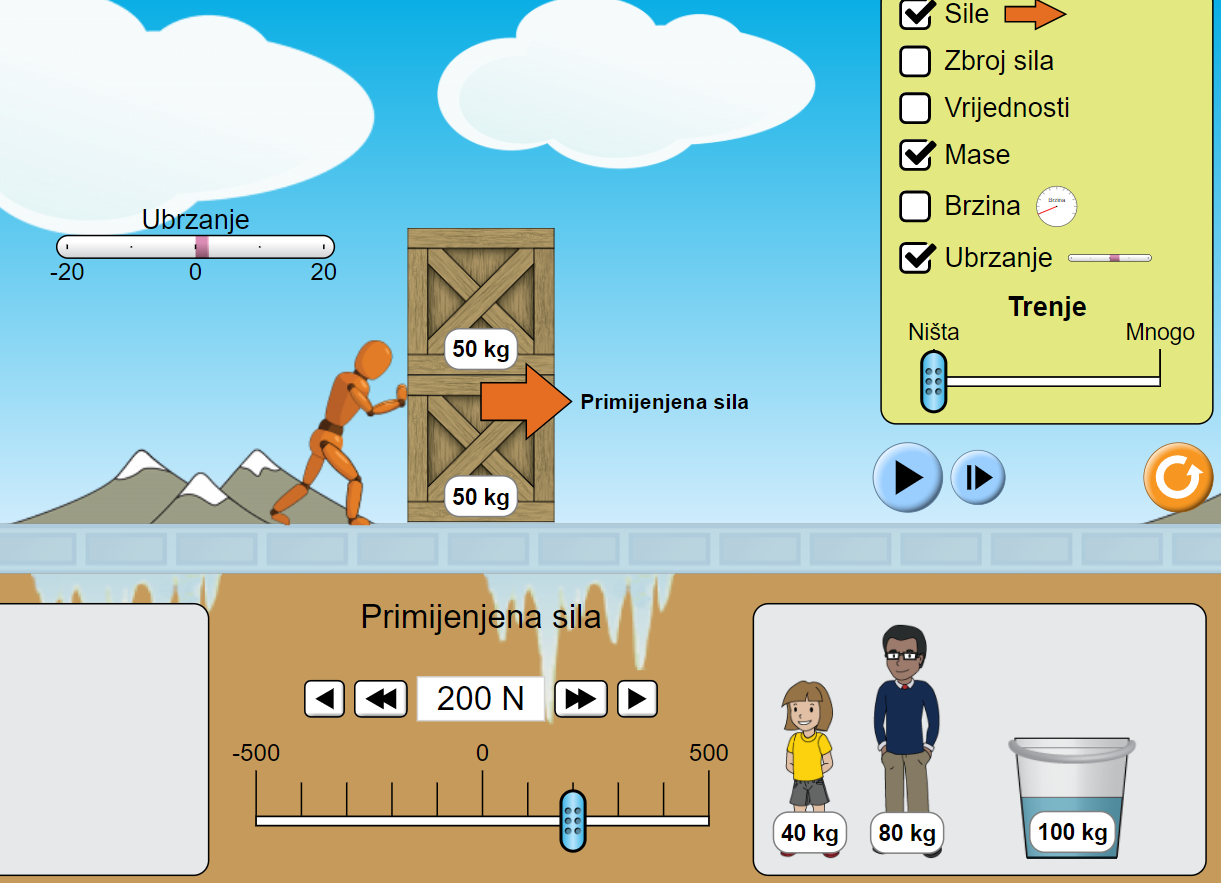 Sile
Zbroj sila
Vrijednosti
Mase
Brzina
Brzina
Ubrzanje
Trenje
Ništa
Mnogo
Ubrzanje
-20
0
20
50 kg
Primijenjena sila
50 kg
Primijenjena sila
200 N
-500
0
500
40 kg
80 kg
100 kg